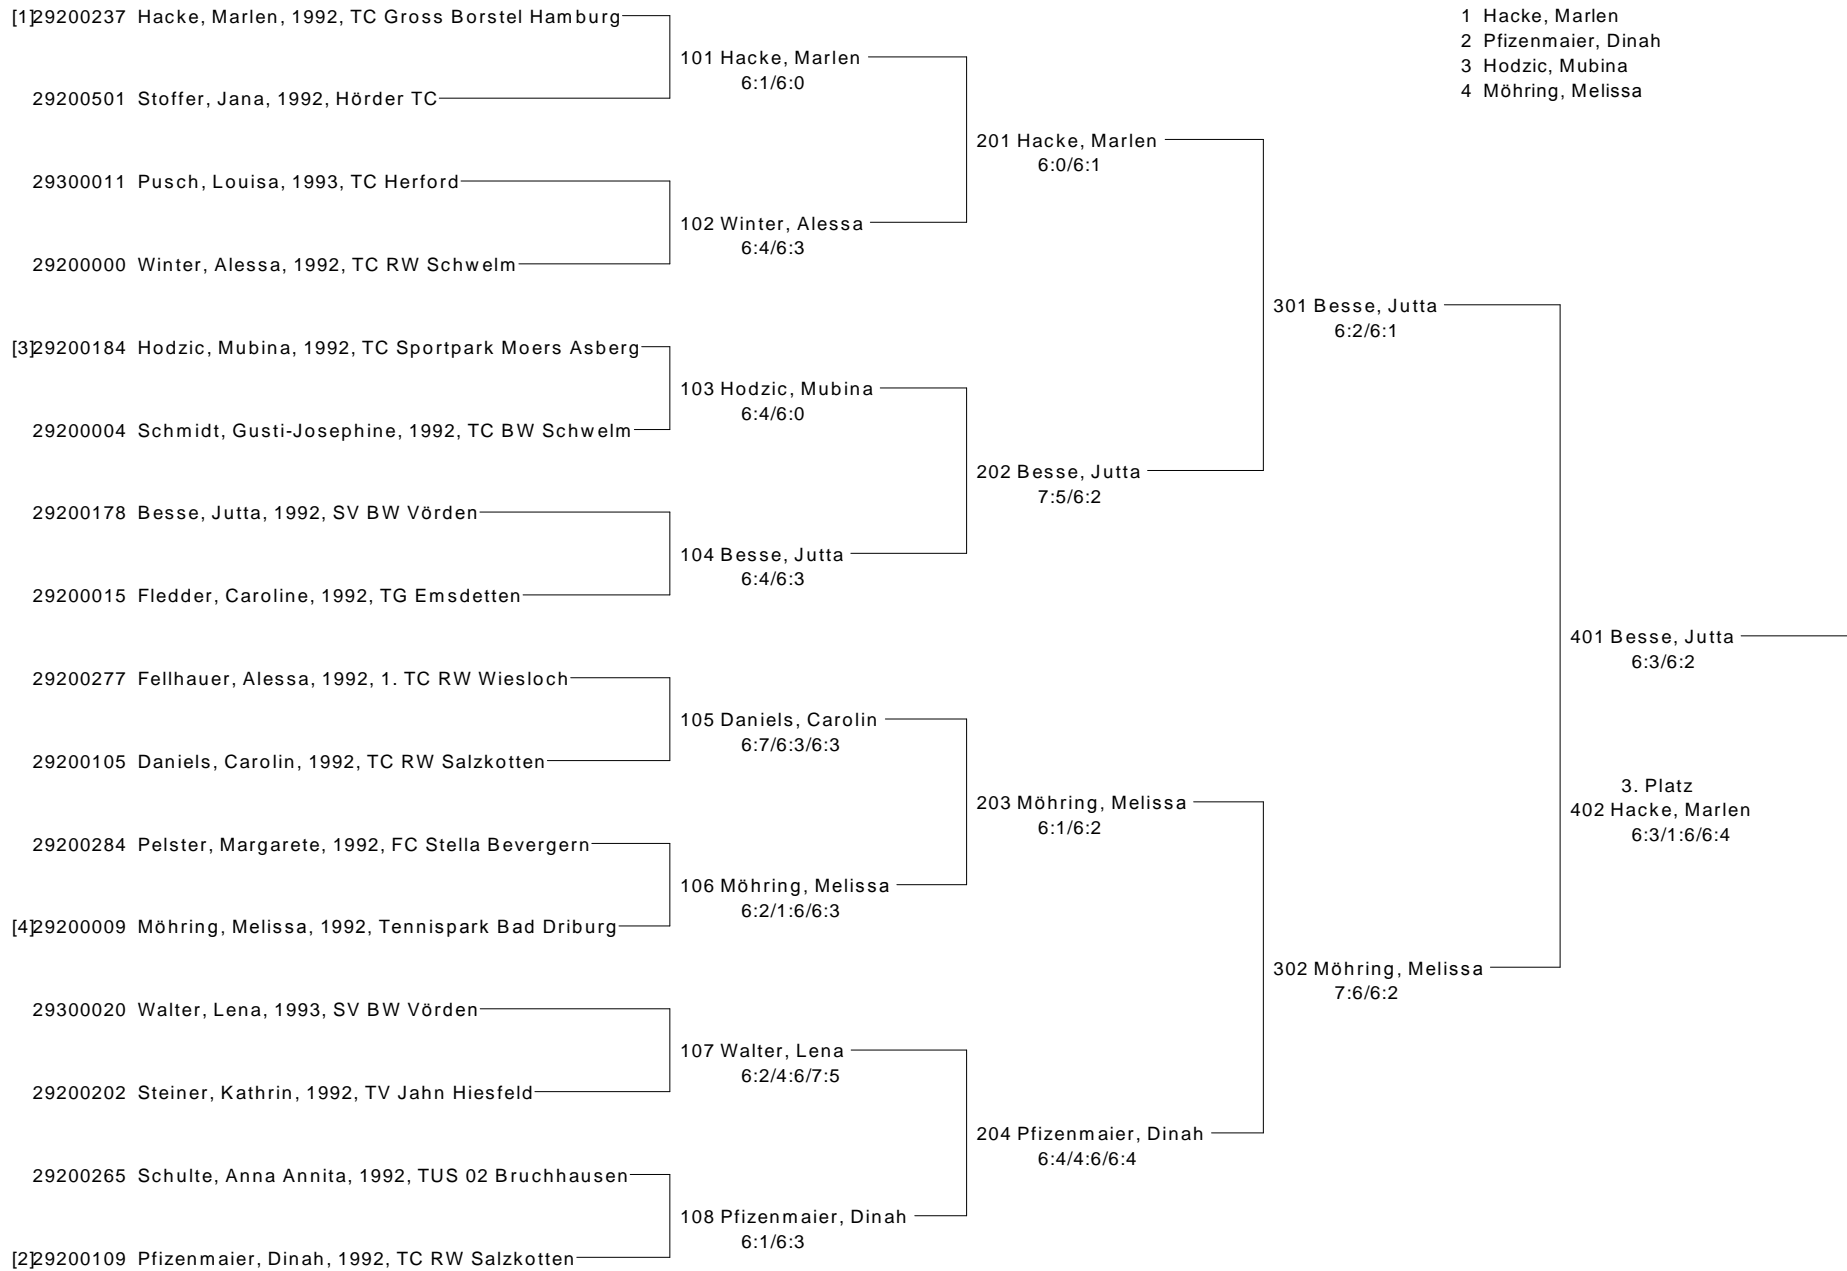 [1]29200237 Hacke, Marlen, 1992, TC Gross Borstel Hamburg
29200501 Stoffer, Jana, 1992, Hörder TC
29300011 Pusch, Louisa, 1993, TC Herford
29200000 Winter, Alessa, 1992, TC RW Schwelm
[3]29200184 Hodzic, Mubina, 1992, TC Sportpark Moers Asberg
29200004 Schmidt, Gusti-Josephine, 1992, TC BW Schwelm
29200178 Besse, Jutta, 1992, SV BW Vörden
29200015 Fledder, Caroline, 1992, TG Emsdetten
29200277 Fellhauer, Alessa, 1992, 1. TC RW Wiesloch
29200105 Daniels, Carolin, 1992, TC RW Salzkotten
29200284 Pelster, Margarete, 1992, FC Stella Bevergern
[4]29200009 Möhring, Melissa, 1992, Tennispark Bad Driburg
29300020 Walter, Lena, 1993, SV BW Vörden
29200202 Steiner, Kathrin, 1992, TV Jahn Hiesfeld
29200265 Schulte, Anna Annita, 1992, TUS 02 Bruchhausen
[2]29200109 Pfizenmaier, Dinah, 1992, TC RW Salzkotten
101 Hacke, Marlen
6:1/6:0
102 Winter, Alessa
6:4/6:3
103 Hodzic, Mubina
6:4/6:0
104 Besse, Jutta
6:4/6:3
105 Daniels, Carolin
6:7/6:3/6:3
106 Möhring, Melissa
6:2/1:6/6:3
107 Walter, Lena
6:2/4:6/7:5
108 Pfizenmaier, Dinah
6:1/6:3
201 Hacke, Marlen
6:0/6:1
202 Besse, Jutta
7:5/6:2
203 Möhring, Melissa
6:1/6:2
204 Pfizenmaier, Dinah
6:4/4:6/6:4
301 Besse, Jutta
6:2/6:1
302 Möhring, Melissa
7:6/6:2
401 Besse, Jutta
6:3/6:2
3. Platz
402 Hacke, Marlen
6:3/1:6/6:4
1 Hacke, Marlen
2 Pfizenmaier, Dinah
3 Hodzic, Mubina
4 Möhring, Melissa